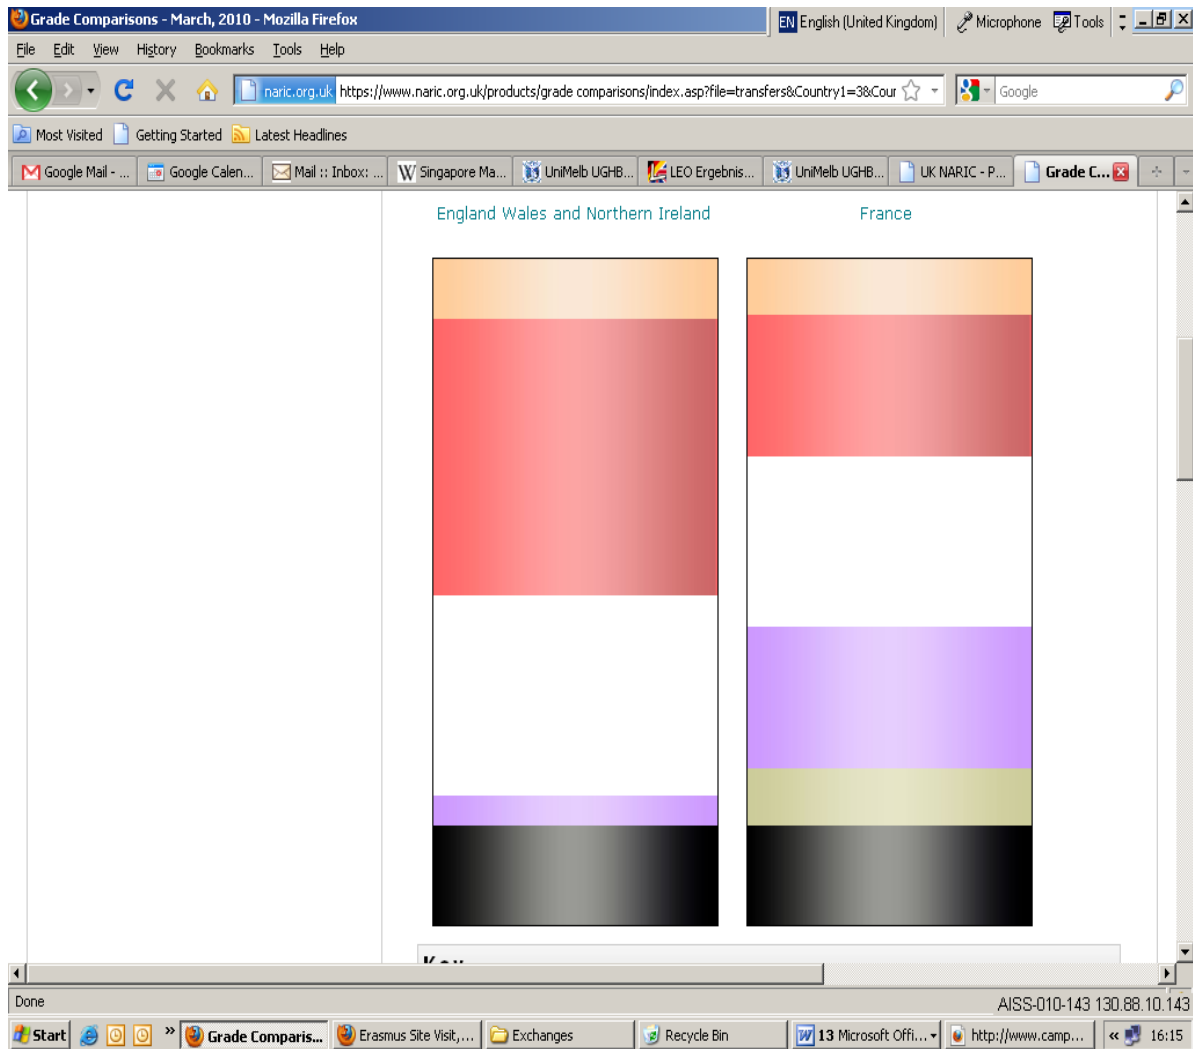 Grade Comparisons - March, 2010 - Mozilla Firefox
EN English (United Kingdom) Microphone Tools
File Edit View History Bookmarks Tools Help
naric.org.uk https://www.naric.org.uk/products/grade comparisons/index.asp?file=transfers&Country1=3&Cour
Google
Most Visited Getting Started Latest Headlines
Google Mail - ... Google Calen... Mail :: Inbox: ... Singapore Ma... UniMelb UGHB... LEO Ergebnis... UniMelb UGHB... UK NARIC - P... Grade C...
England Wales and Northern Ireland France
Done
AISS-010-143 130.88.10.143
Start » Grade Comparis... Erasmus Site Visit,... Exchanges Recycle Bin 13 Microsoft Offi... http://www.camp... « 16:15